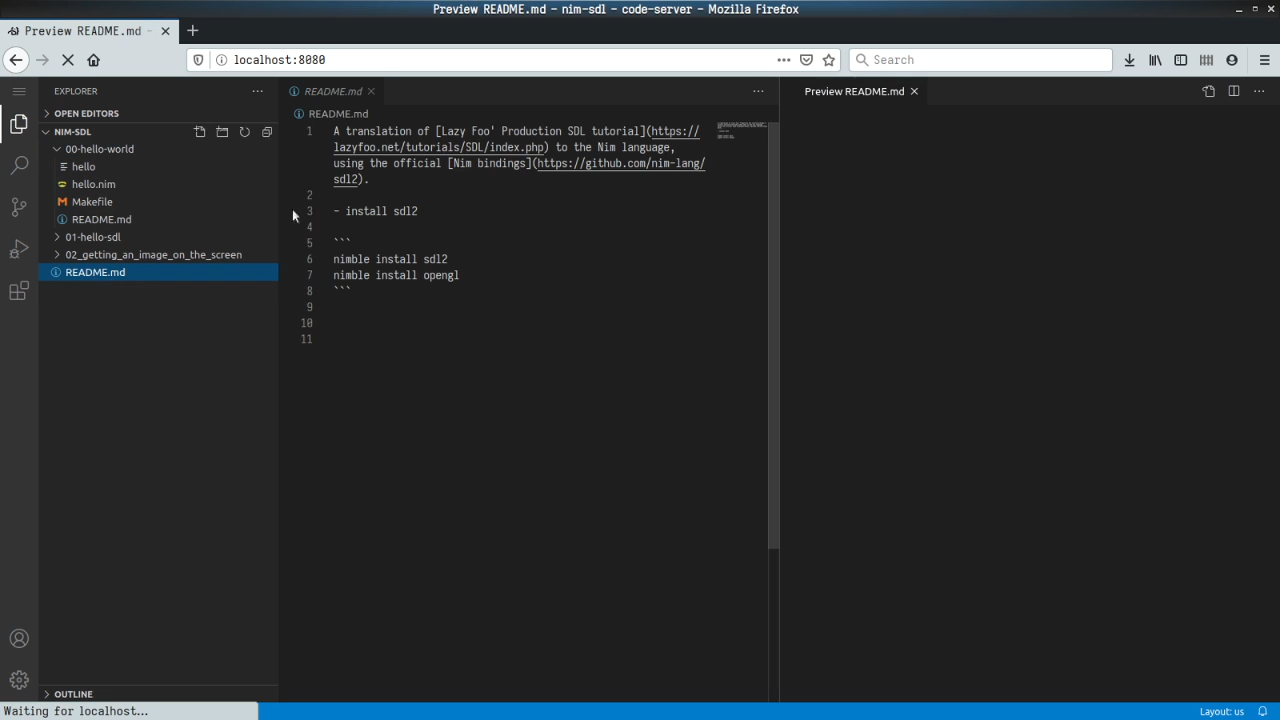 Preview README.md - nim-sdl - code-server - Mozilla Firefox
Preview README.md -
localhost:8080
Search
EXPLORER
OPEN EDITORS
NIM-SDL
00-hello-world
hello
hello.nim
Makefile
README.md
01-hello-sdl
02_getting_an_image_on_the_screen
README.md
OUTLINE
README.md
README.md
1 A translation of [Lazy Foo' Production SDL tutorial](https://
lazyfoo.net/tutorials/SDL/index.php) to the Nim language,
using the official [Nim bindings](https://github.com/nim-lang/
sdl2).
2
3 - install sdl2
4
5 ```
6 nimble install sdl2
7 nimble install opengl
8 ```
9
10
11
Preview README.md
Waiting for localhost...
Layout: us